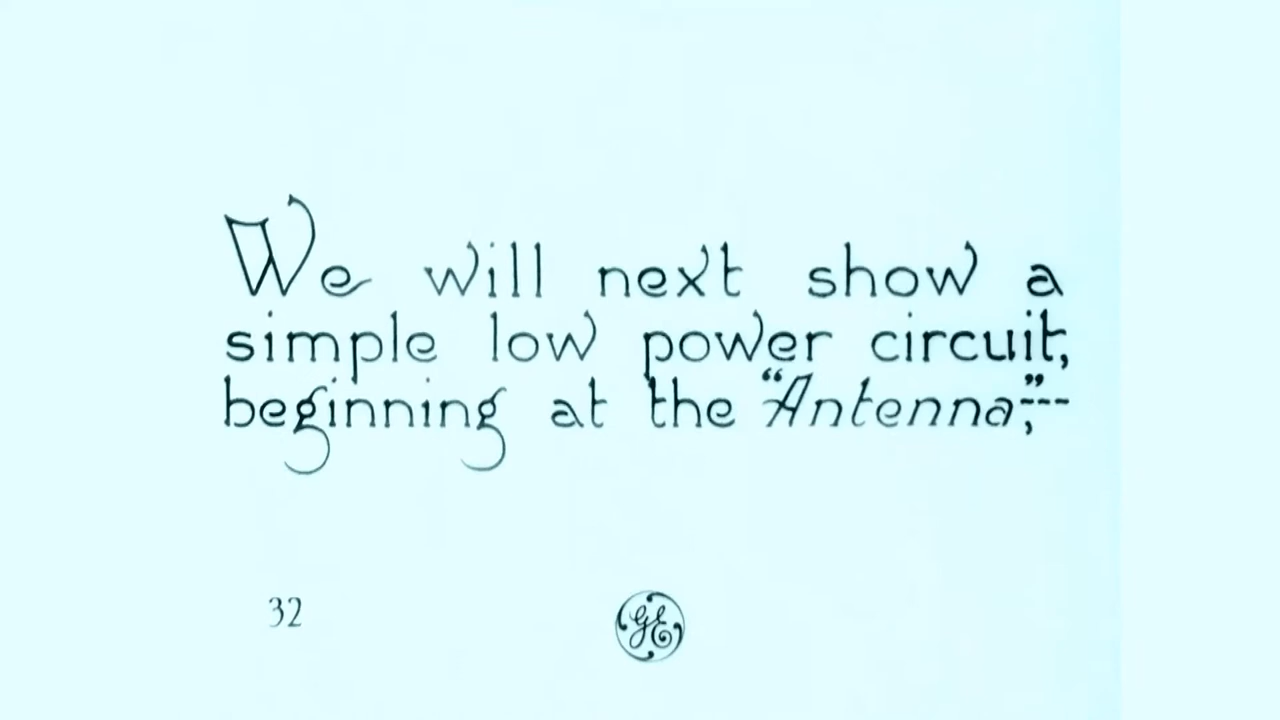 We will next show a
simple low power circuit,
beginning at the “Antenna”,---
32
GE